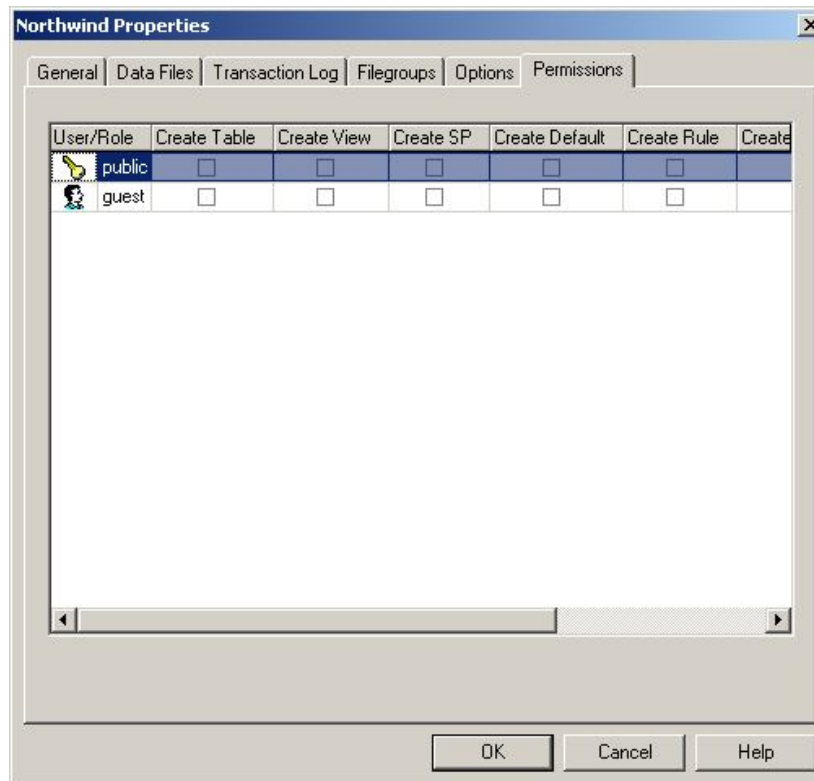 Northwind Properties
General Data Files Transaction Log Filegroups Options Permissions
User/Role Create Table Create View Create SP Create Default Create Rule Create
public
guest
OK Cancel Help